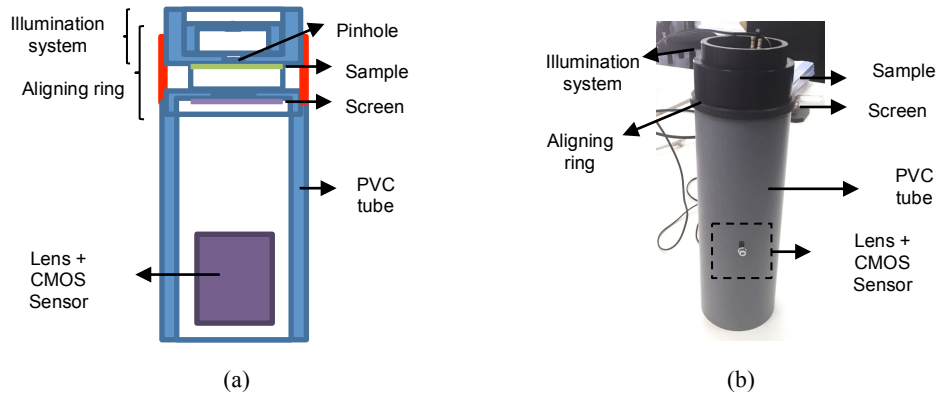 Illumination
system
Aligning ring
Pinhole
Sample
Screen
PVC
tube
Lens +
CMOS
Sensor
(a)
Illumination
system
Aligning
ring
Sample
Screen
PVC
tube
Lens +
CMOS
Sensor
(b)